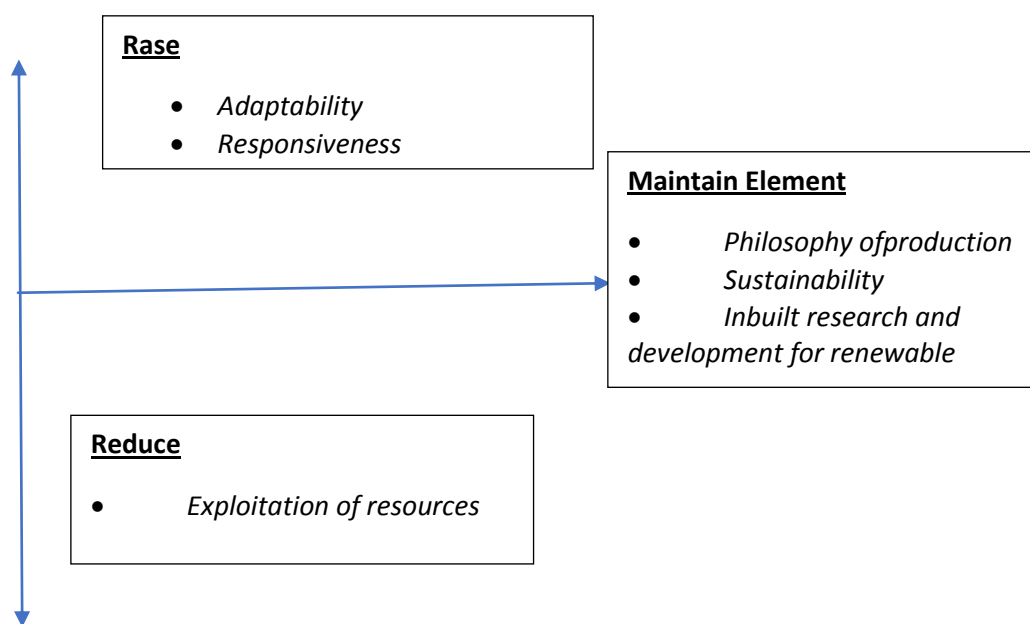 Rase
• Adaptability
• Responsiveness
Maintain Element
• Philosophy ofproduction
• Sustainability
• Inbuilt research and
development for renewable
Reduce
• Exploitation of resources